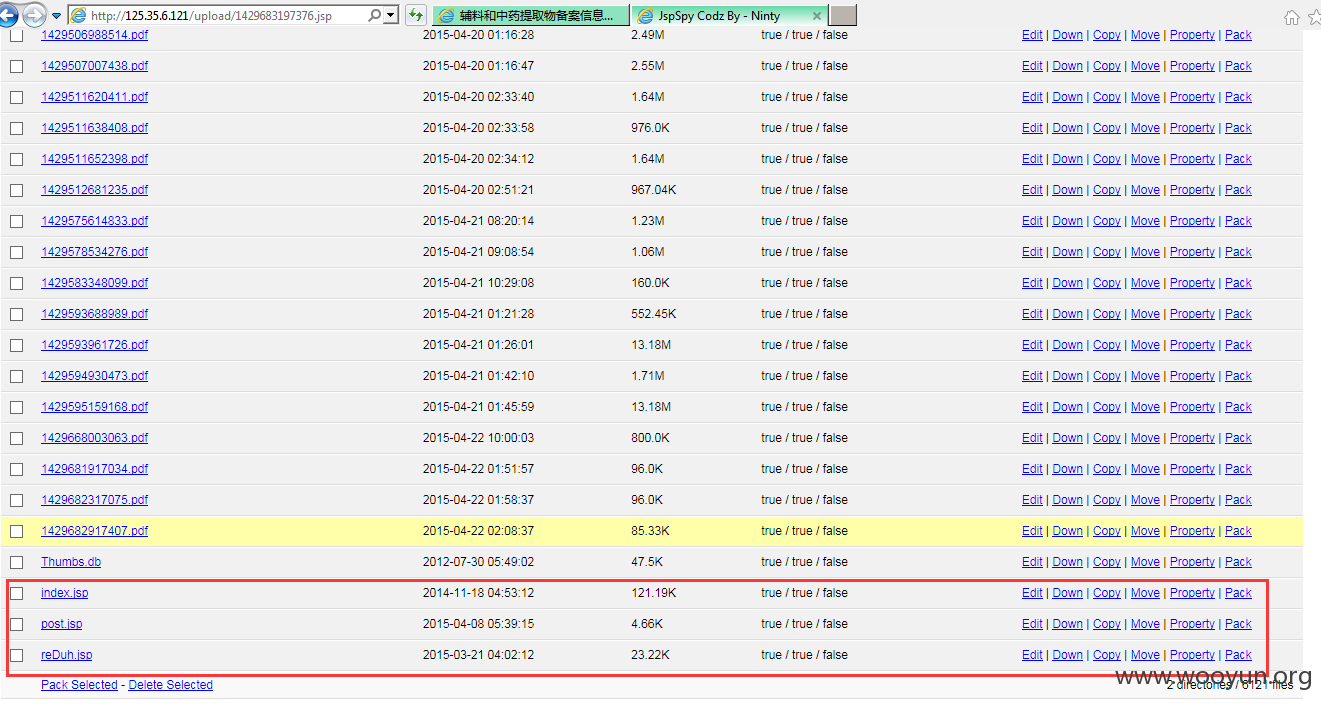 http://125.35.6.121/upload/1429683197376.jsp 辅料和中药提取物备案信息... JspSpy Codz By - Ninty
1429506988514.pdf 2015-04-20 01:16:28 2.49M true / true / false Edit | Down | Copy | Move | Property | Pack
1429507007438.pdf 2015-04-20 01:16:47 2.55M true / true / false Edit | Down | Copy | Move | Property | Pack
1429511620411.pdf 2015-04-20 02:33:40 1.64M true / true / false Edit | Down | Copy | Move | Property | Pack
1429511638408.pdf 2015-04-20 02:33:58 976.0K true / true / false Edit | Down | Copy | Move | Property | Pack
1429511652398.pdf 2015-04-20 02:34:12 1.64M true / true / false Edit | Down | Copy | Move | Property | Pack
1429512681235.pdf 2015-04-20 02:51:21 967.04K true / true / false Edit | Down | Copy | Move | Property | Pack
1429575614833.pdf 2015-04-21 08:20:14 1.23M true / true / false Edit | Down | Copy | Move | Property | Pack
1429578534276.pdf 2015-04-21 09:08:54 1.06M true / true / false Edit | Down | Copy | Move | Property | Pack
1429583348099.pdf 2015-04-21 10:29:08 160.0K true / true / false Edit | Down | Copy | Move | Property | Pack
1429593688989.pdf 2015-04-21 01:21:28 552.45K true / true / false Edit | Down | Copy | Move | Property | Pack
1429593961726.pdf 2015-04-21 01:26:01 13.18M true / true / false Edit | Down | Copy | Move | Property | Pack
1429594930473.pdf 2015-04-21 01:42:10 1.71M true / true / false Edit | Down | Copy | Move | Property | Pack
1429595159168.pdf 2015-04-21 01:45:59 13.18M true / true / false Edit | Down | Copy | Move | Property | Pack
1429668003063.pdf 2015-04-22 10:00:03 800.0K true / true / false Edit | Down | Copy | Move | Property | Pack
1429681917034.pdf 2015-04-22 01:51:57 96.0K true / true / false Edit | Down | Copy | Move | Property | Pack
1429682317075.pdf 2015-04-22 01:58:37 96.0K true / true / false Edit | Down | Copy | Move | Property | Pack
1429682917407.pdf 2015-04-22 02:08:37 85.33K true / true / false Edit | Down | Copy | Move | Property | Pack
Thumbs.db 2012-07-30 05:49:02 47.5K true / true / false Edit | Down | Copy | Move | Property | Pack
index.jsp 2014-11-18 04:53:12 121.19K true / true / false Edit | Down | Copy | Move | Property | Pack
post.jsp 2015-04-08 05:39:15 4.66K true / true / false Edit | Down | Copy | Move | Property | Pack
reDuh.jsp 2015-03-21 04:02:12 23.22K true / true / false Edit | Down | Copy | Move | Property | Pack
Pack Selected - Delete Selected 2 directories / 6121 files
www.wooyun.org